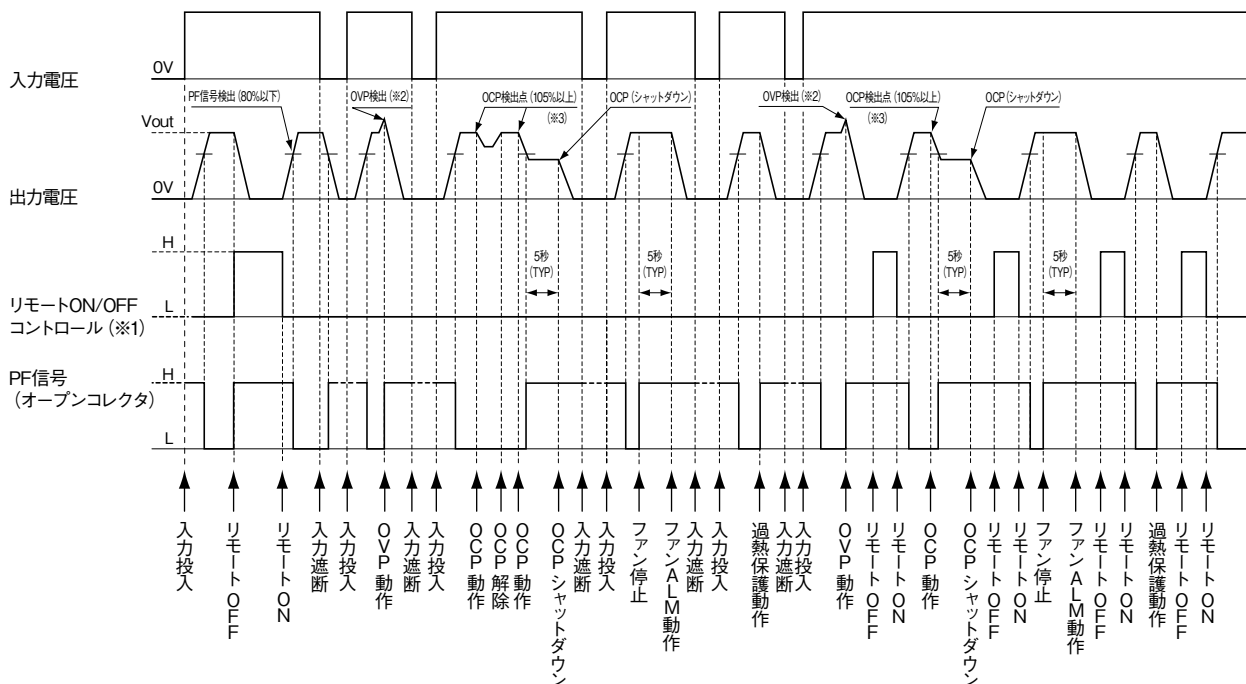 入力電圧
0V
PF信号検出（80%以下）
OVP検出（※2）
OCP検出点（105%以上）
（※3）
OCP（シャットダウン）
OVP検出（※2）
OCP検出点（105%以上）
（※3）
OCP（シャットダウン）
Vout
出力電圧
0V
H
5秒
(TYP)
5秒
(TYP)
5秒
(TYP)
5秒
(TYP)
リモートON/OFF
コントロール（※1）
L
PF信号
（オープンコレクタ）
H
L
入力投入
リモートOFF
リモートON
入力遮断
入力投入
OVP動作
入力遮断
入力投入
OCP動作
OCP解除
OCP動作
OCPシャットダウン
入力遮断
入力投入
ファン停止
ファンALM動作
入力遮断
入力投入
過熱保護動作
入力遮断
入力投入
OVP動作
リモートOFF
リモートON
OCP動作
OCPシャットダウン
リモートOFF
リモートON
ファン停止
ファンALM動作
リモートOFF
リモートON
過熱保護動作
リモートOFF
リモートON